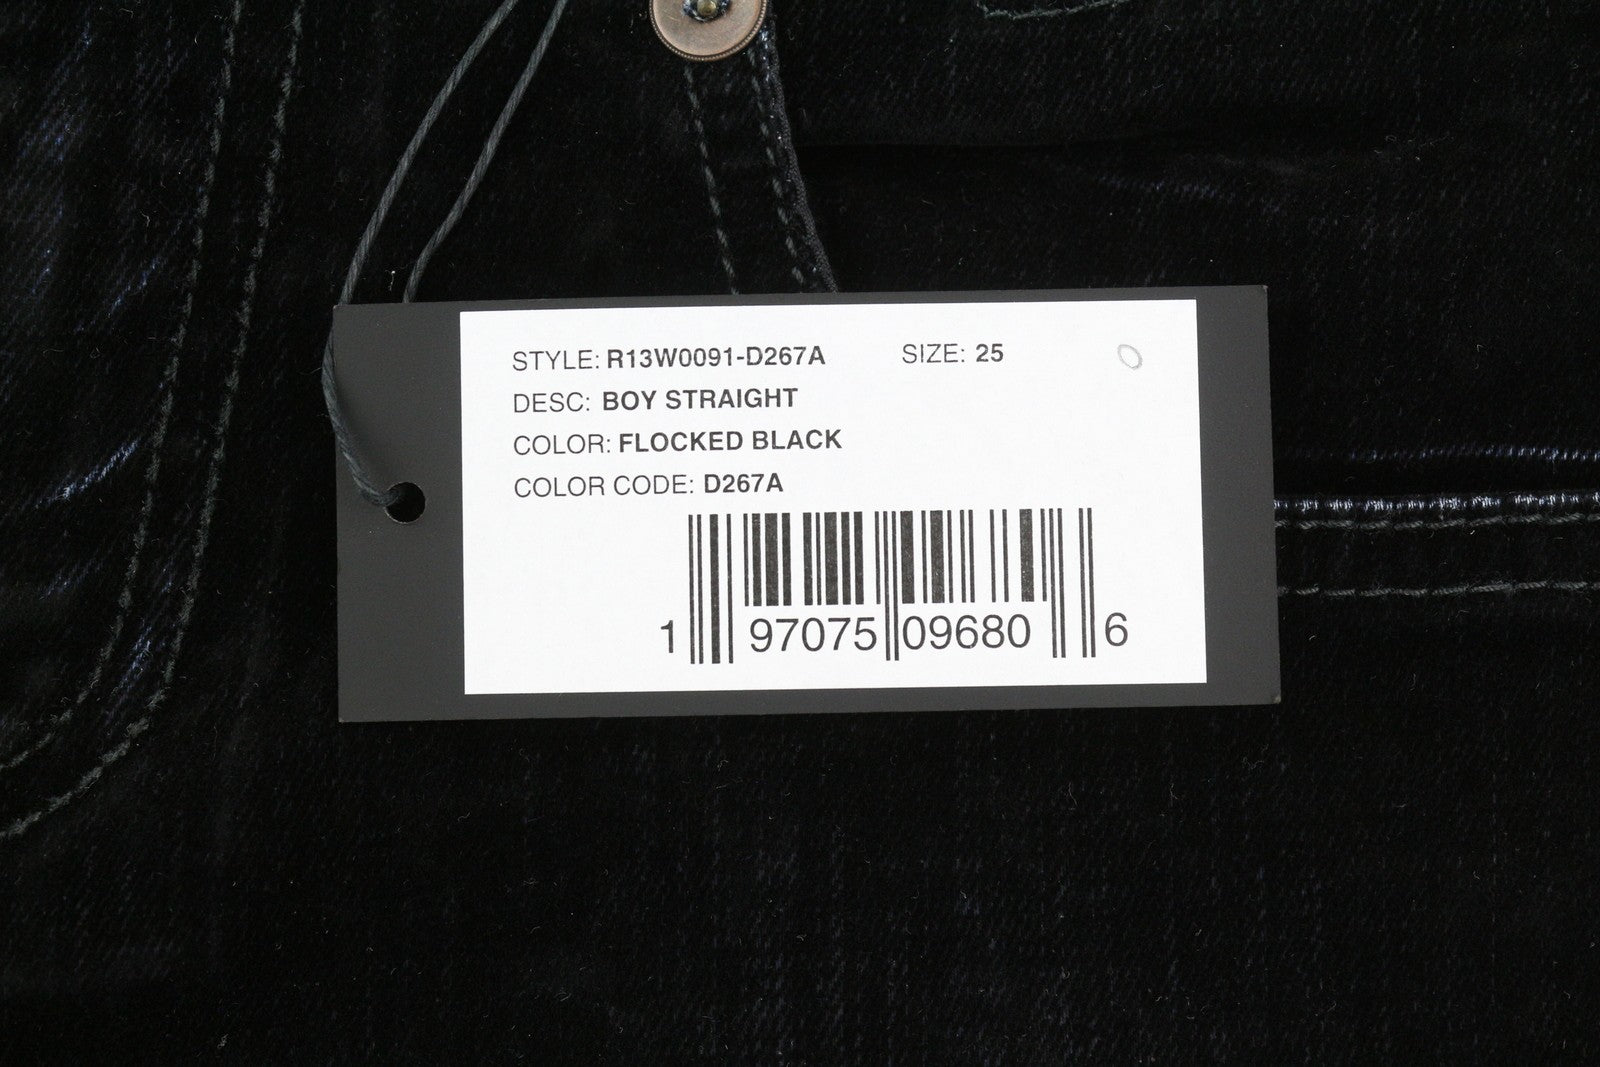 STYLE: R13W0091-D267A SIZE: 25
DESC: BOY STRAIGHT
COLOR: FLOCKED BLACK
COLOR CODE: D267A
1 97075 09680 6